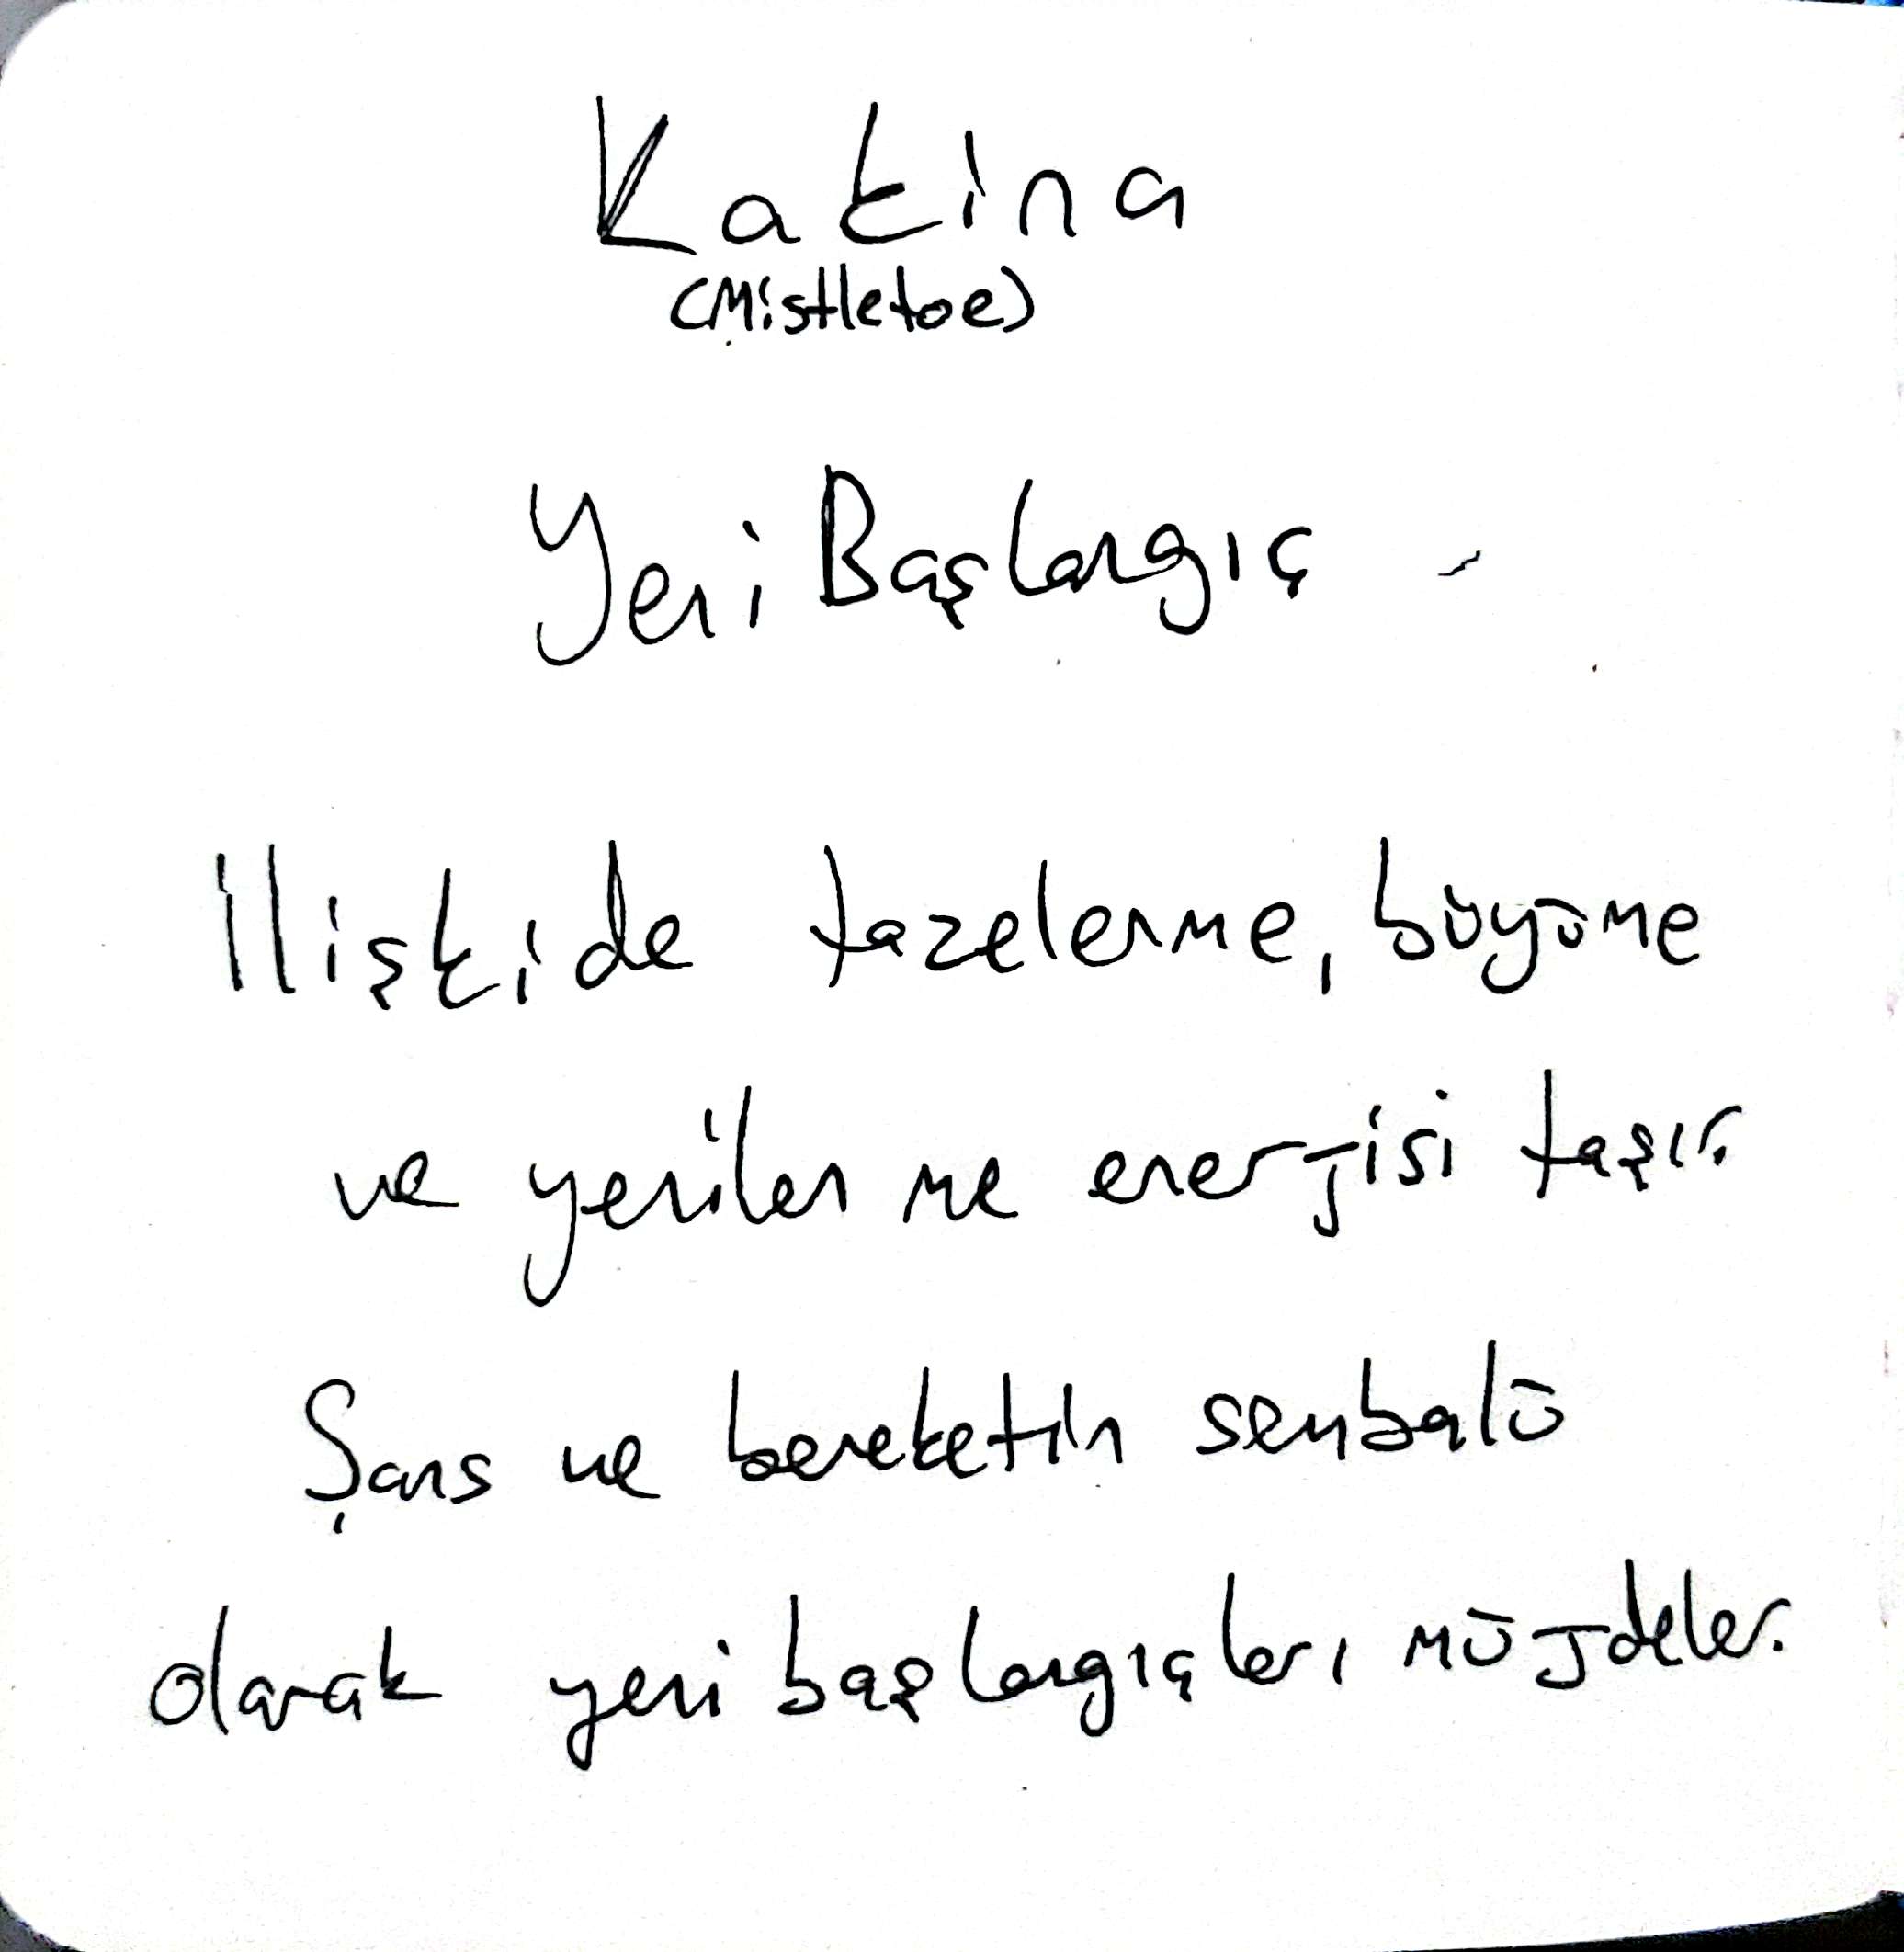 Katina
(Mistletoe)
Yeni Başlangıç
İlişkide tazelenme, büyüme
ve yenilenme enerjisi taşır.
Şans ve bereketin sembolü
olarak yeni başlangıçları müjdeler.